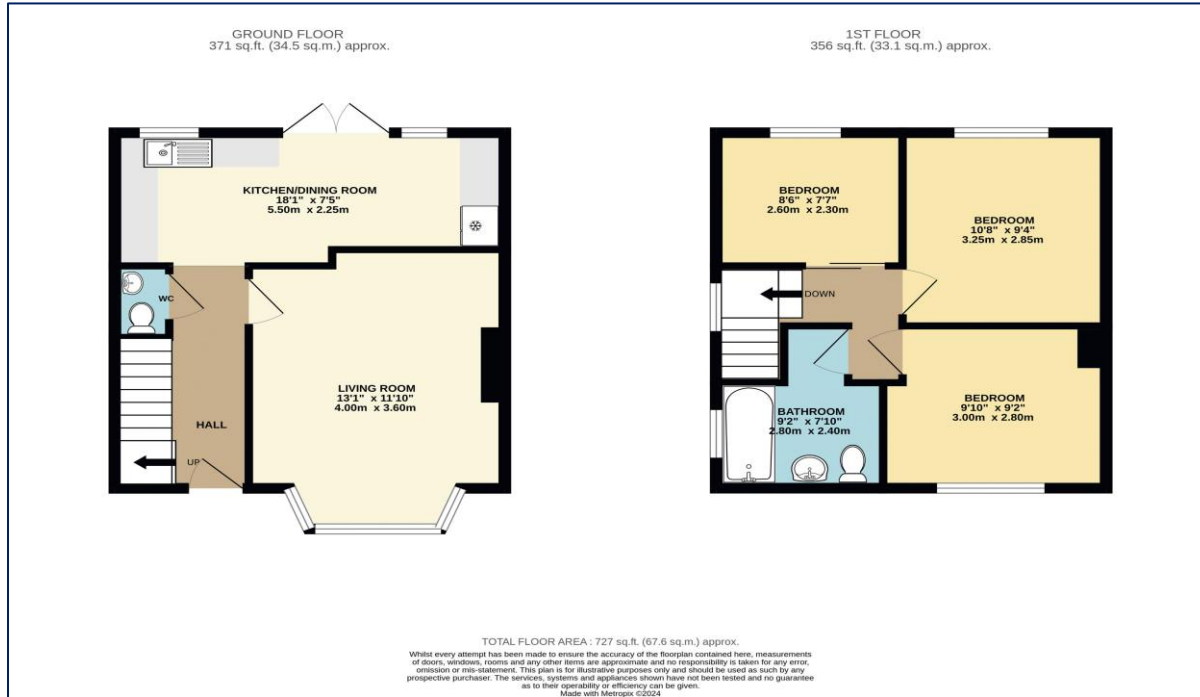 GROUND FLOOR
371 sq.ft. (34.5 sq.m.) approx.
KITCHEN/DINING ROOM
18'1" x 7'5"
5.50m x 2.25m
WC
LIVING ROOM
13'1" x 11'10"
4.00m x 3.60m
HALL
UP
1ST FLOOR
356 sq.ft. (33.1 sq.m.) approx.
BEDROOM
8'6" x 7'7"
2.60m x 2.30m
BEDROOM
10'8" x 9'4"
3.25m x 2.85m
DOWN
BATHROOM
9'2" x 7'10"
2.80m x 2.40m
BEDROOM
9'10" x 9'2"
3.00m x 2.80m
TOTAL FLOOR AREA : 727 sq.ft. (67.6 sq.m.) approx.
Whilst every attempt has been made to ensure the accuracy of the floorplan contained here, measurements
of doors, windows, rooms and any other items are approximate and no responsibility is taken for any error,
omission or mis-statement. This plan is for illustrative purposes only and should be used as such by any
prospective purchaser. The services, systems and appliances shown have not been tested and no guarantee
as to their operability or efficiency can be given.
Made with Metropix ©2024